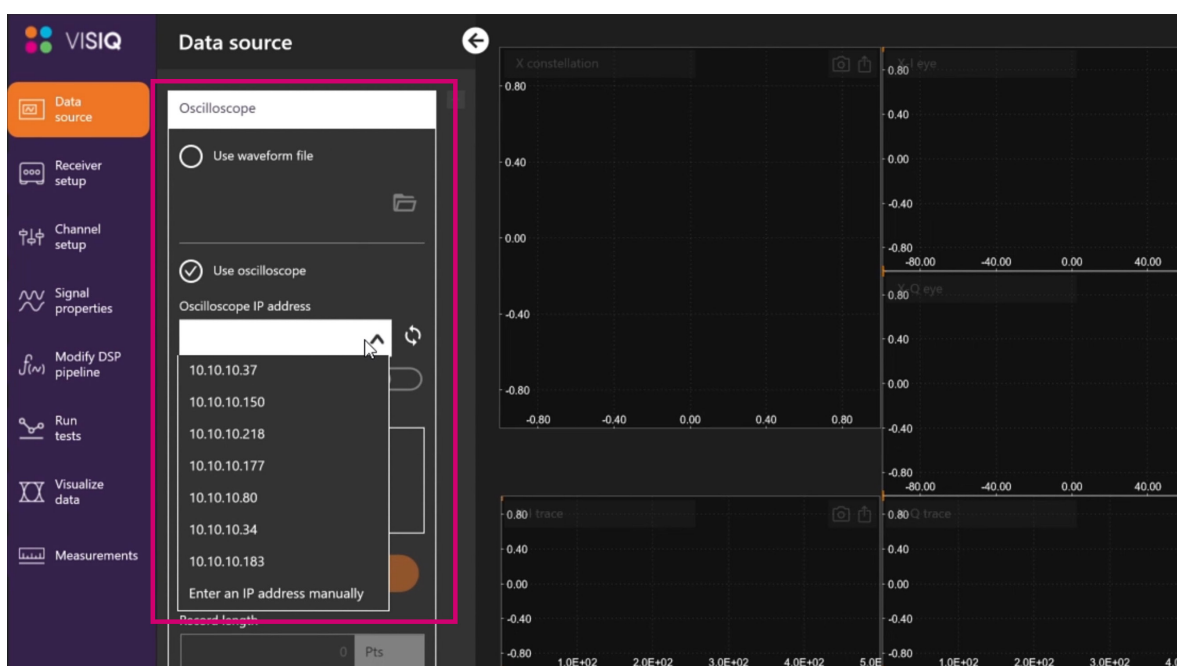 VISIQ
Data source
Data
source
Receiver
setup
Channel
setup
Signal
properties
Modify DSP
pipeline
f(~)
Run
tests
Visualize
data
Measurements
Oscilloscope
Use waveform file
Use oscilloscope
Oscilloscope IP address
10.10.10.37
10.10.10.150
10.10.10.218
10.10.10.177
10.10.10.80
10.10.10.34
10.10.10.183
Enter an IP address manually
Record length
0 Pts
X constellation
0.80
0.40
0.00
-0.40
-0.80
-0.80 -0.40 0.00 0.40 0.80
X-I eye
0.80
0.40
0.00
-0.40
-0.80
-80.00 -40.00 0.00 40.00
X-Q eye
0.80
0.40
0.00
-0.40
-0.80
-80.00 -40.00 0.00 40.00
I trace
0.80
0.40
0.00
-0.40
-0.80
1.0E+02 2.0E+02 3.0E+02 4.0E+02 5.0E
Q trace
0.80
0.40
0.00
-0.40
-0.80
1.0E+02 2.0E+02 3.0E+02 4.0